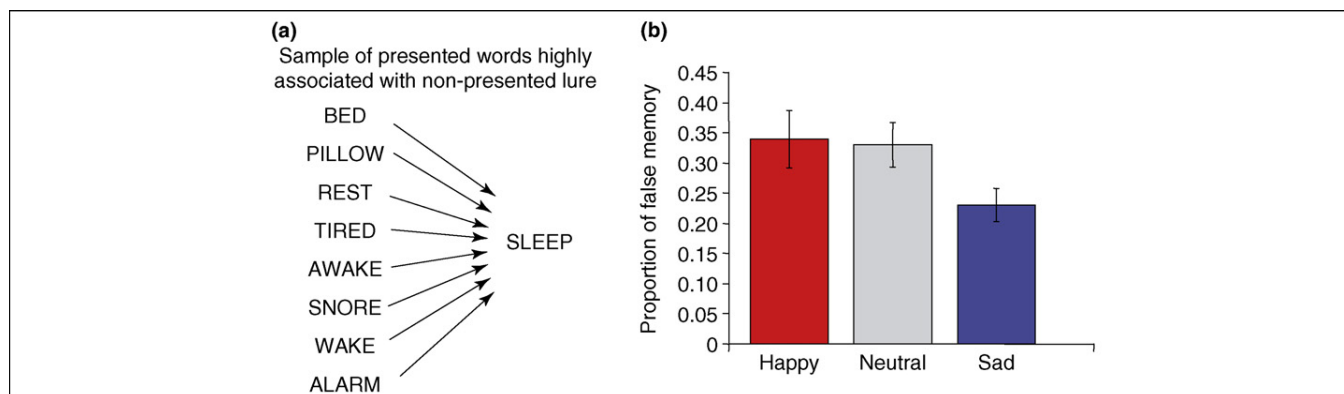 (a)
Sample of presented words highly
associated with non-presented lure
BED
PILLOW
REST
TIRED
AWAKE
SNORE
WAKE
ALARM
SLEEP
(b)
Proportion of false memory
0.45
0.40
0.35
0.30
0.25
0.20
0.15
0.10
0.05
0
Happy
Neutral
Sad